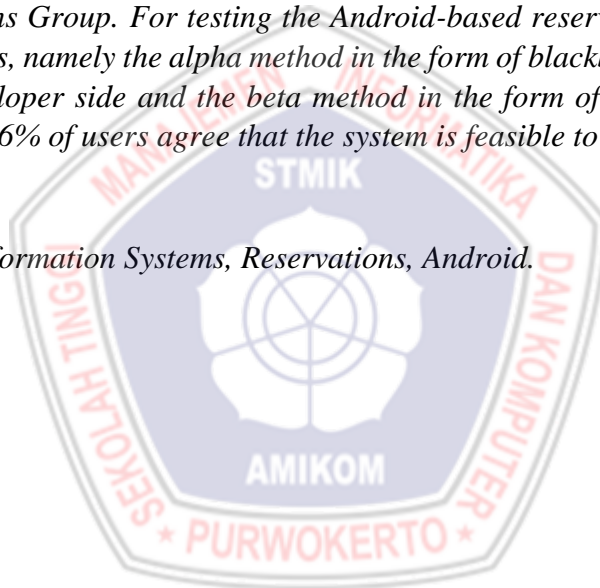 ns Group. For testing the Android-based reser
s, namely the alpha method in the form of black
loper side and the beta method in the form of
6% of users agree that the system is feasible to
formation Systems, Reservations, Android.
MANAJEMEN INFORMATIKA
STMIK
SEKOLAH TINGGI
DAN KOMPUTER
AMIKOM
* PURWOKERTO *